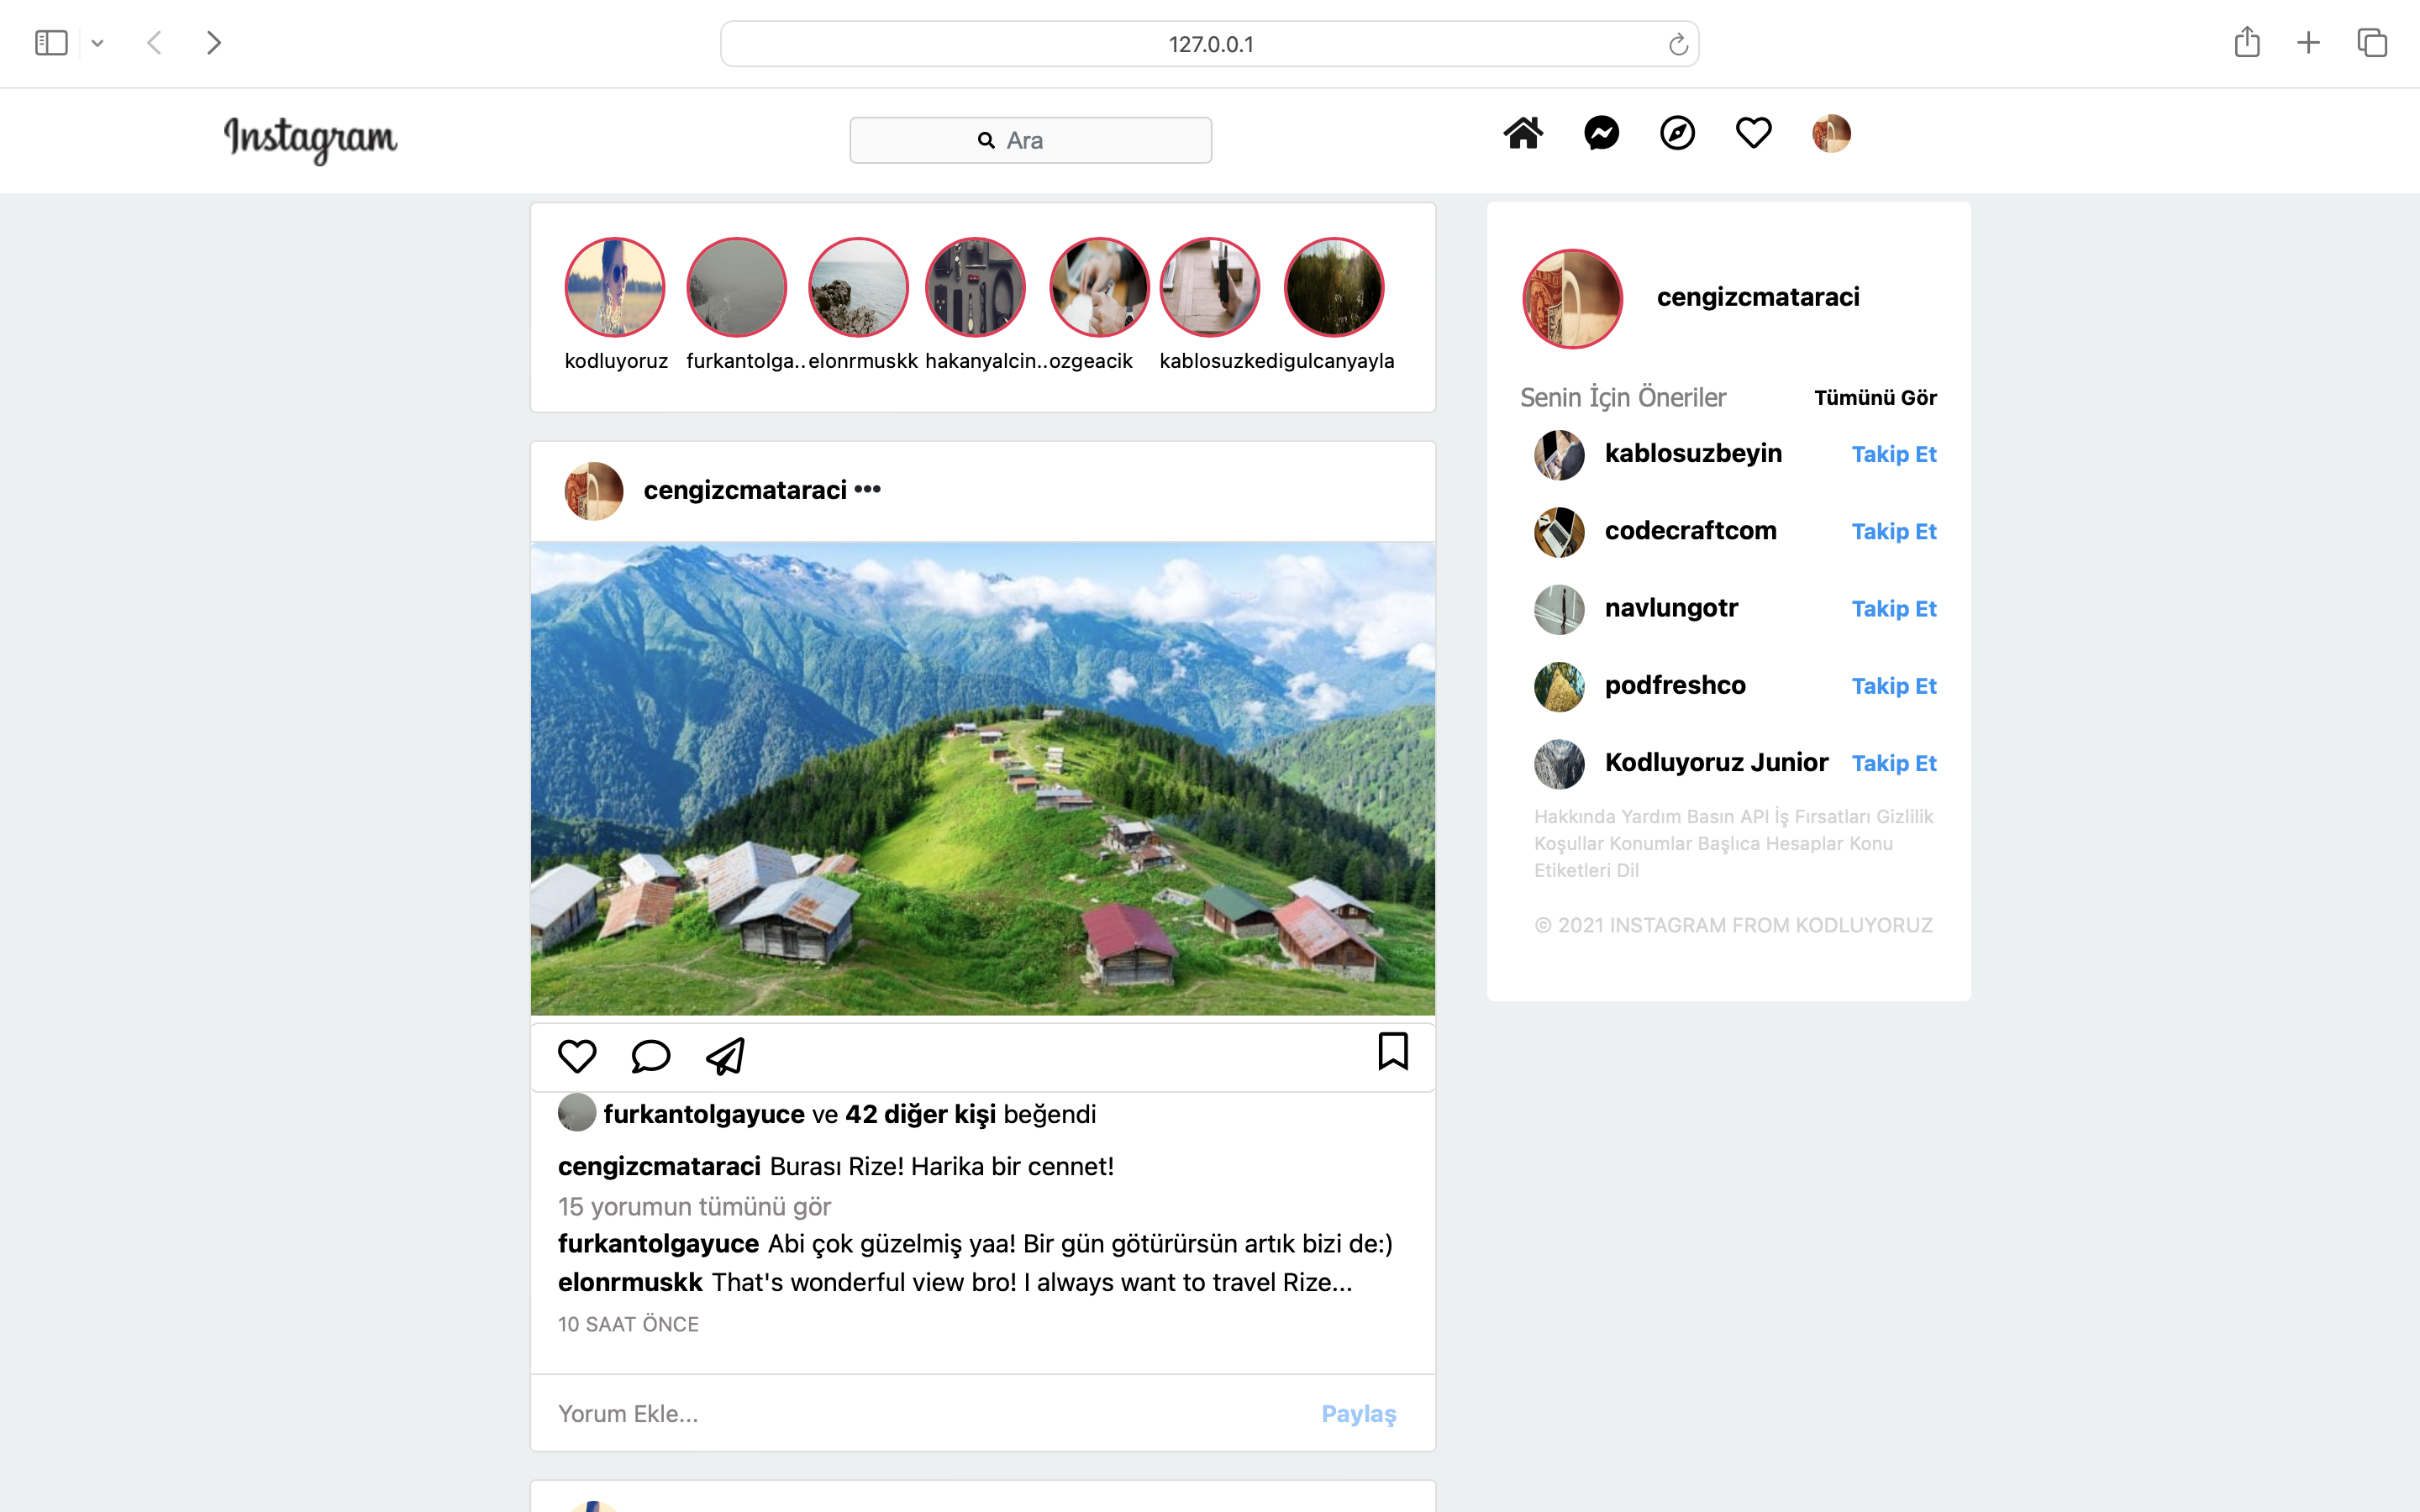 127.0.0.1
Instagram
Ara
kodluyoruz furkantolga.. elonrmuskk hakanyalcin.. ozgeacik kablosuzkedi gulcanyayla
cengizcmataraci •••
furkantolgayuce ve 42 diğer kişi beğendi
cengizcmataraci Burası Rize! Harika bir cennet!
15 yorumun tümünü gör
furkantolgayuce Abi çok güzelmiş yaa! Bir gün götürürsün artık bizi de:)
elonrmuskk That's wonderful view bro! I always want to travel Rize...
10 SAAT ÖNCE
Yorum Ekle... Paylaş
cengizcmataraci
Senin İçin Öneriler Tümünü Gör
kablosuzbeyin Takip Et
codecraftcom Takip Et
navlungotr Takip Et
podfreshco Takip Et
Kodluyoruz Junior Takip Et
Hakkında Yardım Basın API İş Fırsatları Gizlilik
Koşullar Konumlar Başlıca Hesaplar Konu
Etiketleri Dil
© 2021 INSTAGRAM FROM KODLUYORUZ